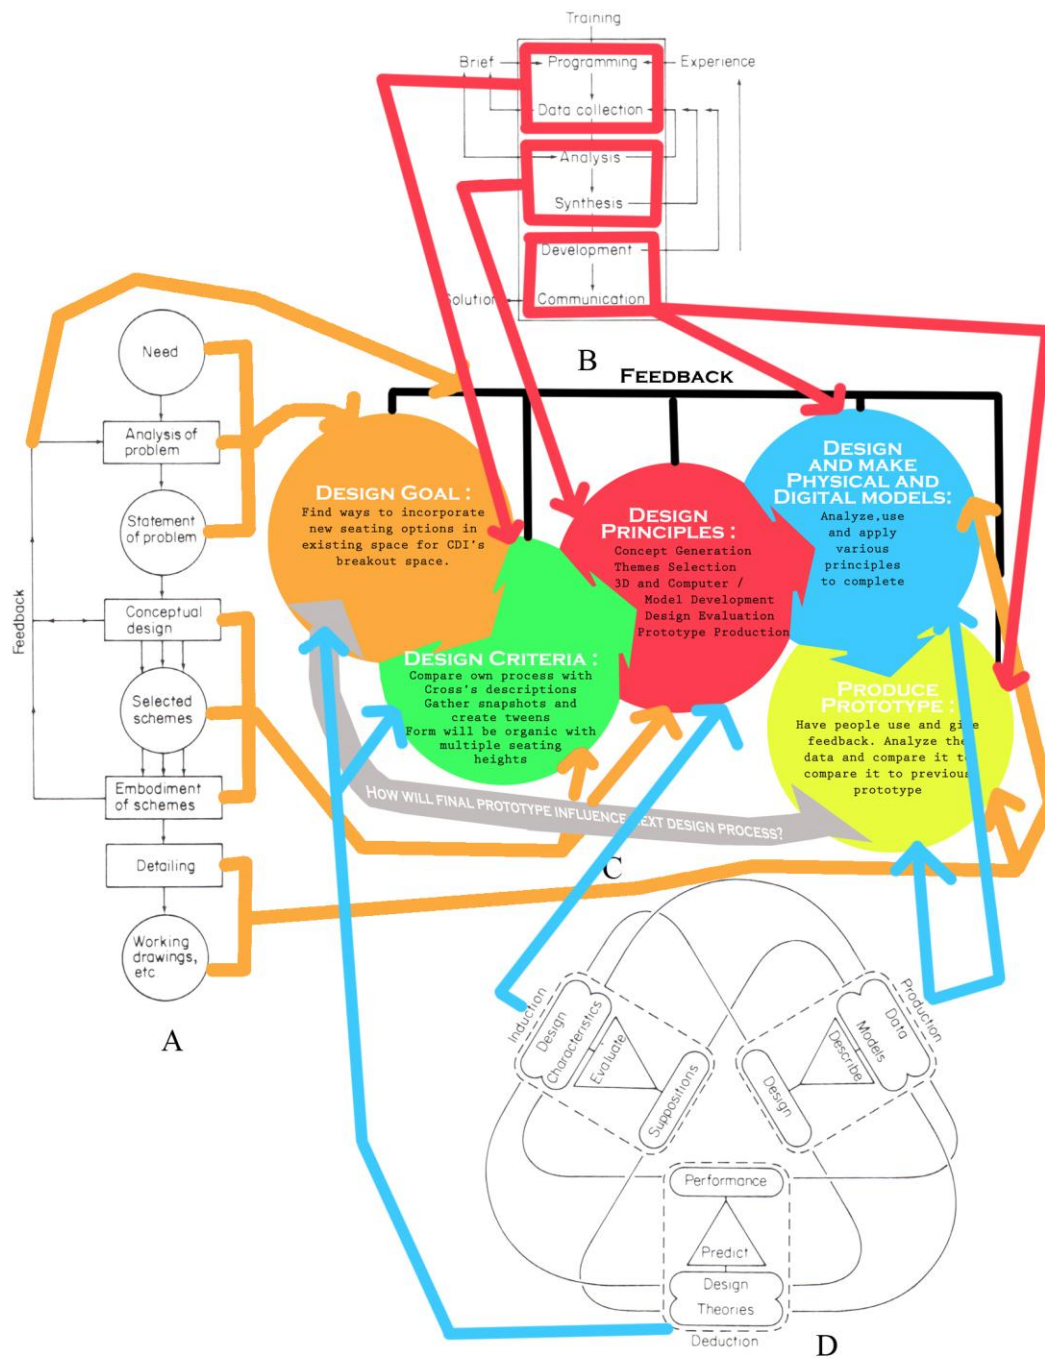 Training
Brief
Programming
Experience
Data collection
Analysis
Synthesis
Development
Solution
Communication
B
FEEDBACK
Need
Analysis of
problem
Statement
of problem
Feedback
Conceptual
design
Selected
schemes
Embodiment
of schemes
Detailing
Working
drawings,
etc
A
DESIGN GOAL :
Find ways to incorporate
new seating options in
existing space for CDI's
breakout space.
DESIGN CRITERIA :
Compare own process with
Cross's descriptions
Gather snapshots and
create tweens
Form will be organic with
multiple seating
heights
DESIGN
PRINCIPLES :
Concept Generation
Themes Selection
3D and Computer /
Model Development
Design Evaluation
Prototype Production
DESIGN
AND MAKE
PHYSICAL AND
DIGITAL MODELS:
Analyze,use
and apply
various
principles
to complete
PRODUCE
PROTOTYPE :
Have people use and give
feedback. Analyze the
data and compare it to
compare it to previous
prototype
HOW WILL FINAL PROTOTYPE INFLUENCE NEXT DESIGN PROCESS?
C
Induction
Design
Characteristics
Evaluate
Suppositions
Production
Data
Models
Describe
Design
Performance
Predict
Design
Theories
Deduction
D